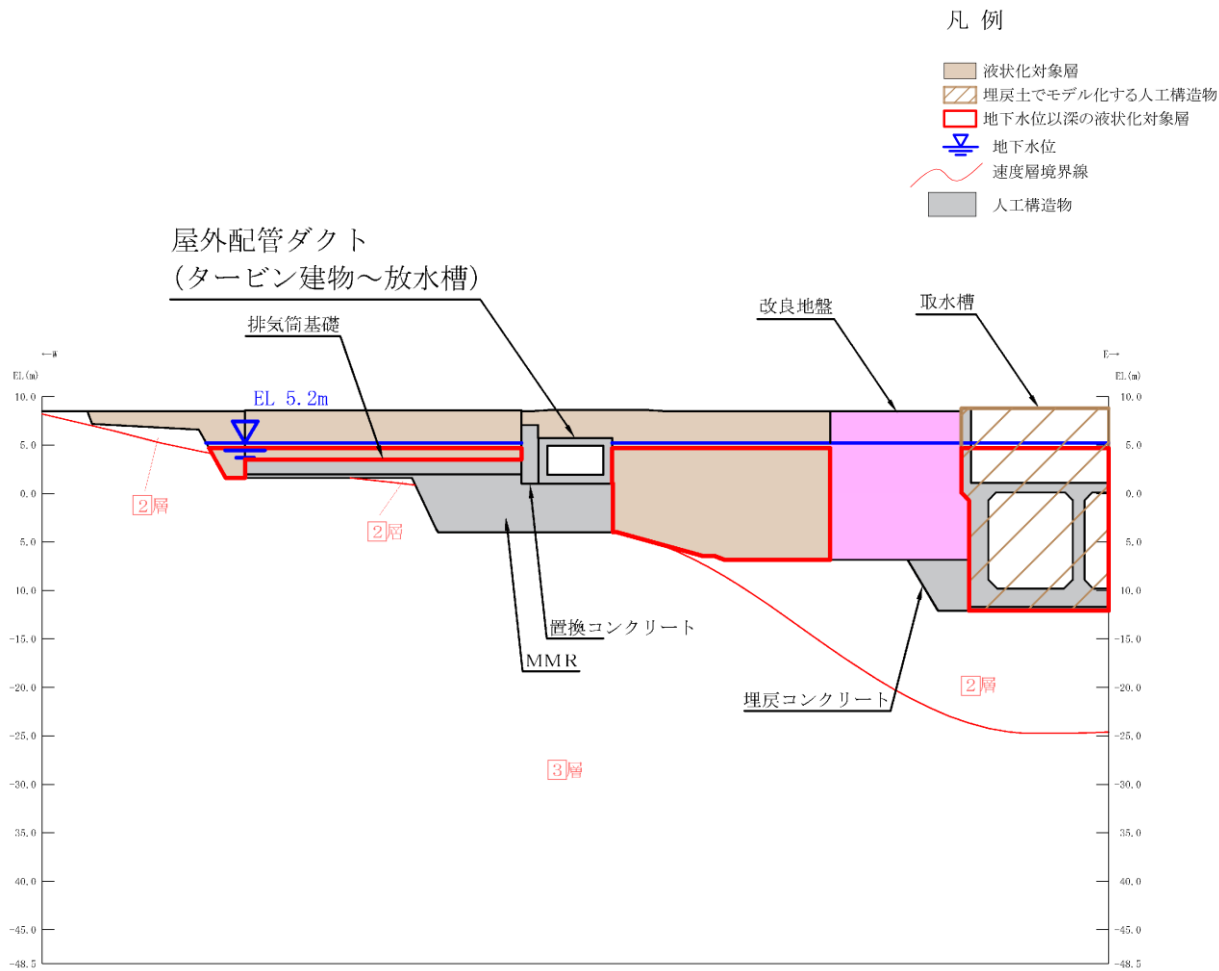 凡 例
液状化対象層
埋戻土でモデル化する人工構造物
地下水位以深の液状化対象層
地下水位
速度層境界線
人工構造物
屋外配管ダクト
(タービン建物～放水槽)
排気筒基礎
改良地盤
取水槽
←W
E→
EL(m)
EL(m)
EL 5.2m
10.0
5.0
0.0
5.0
10.0
-15.0
-20.0
-25.0
-30.0
35.0
40.0
-45.0
-48.5
10.0
5.0
0.0
5.0
10.0
-15.0
-20.0
-25.0
-30.0
35.0
40.0
-45.0
-48.5
2層
2層
置換コンクリート
MMR
埋戻コンクリート
2層
3層